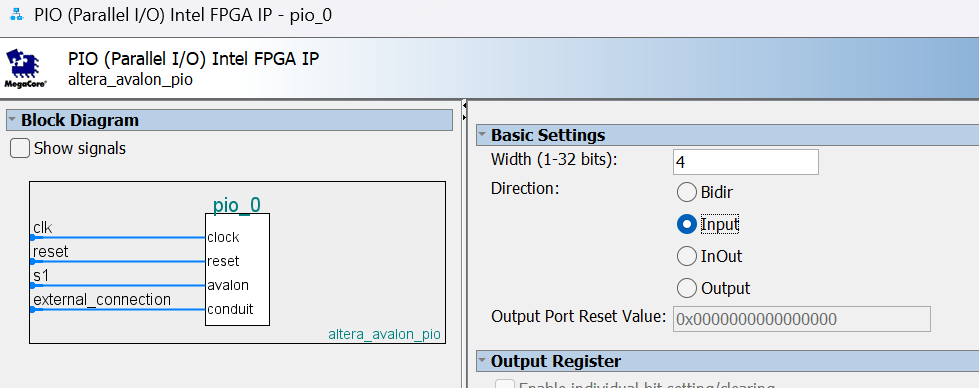 PIO (Parallel I/O) Intel FPGA IP - pio_0
PIO (Parallel I/O) Intel FPGA IP
altera_avalon_pio
MegaCore®
Block Diagram
Show signals
pio_0
clk
clock
reset
reset
s1
avalon
external_connection
conduit
altera_avalon_pio
Basic Settings
Width (1-32 bits):
4
Direction:
Bidir
Input
InOut
Output
Output Port Reset Value:
0x0000000000000000
Output Register
Enable individual bit setting/clearing